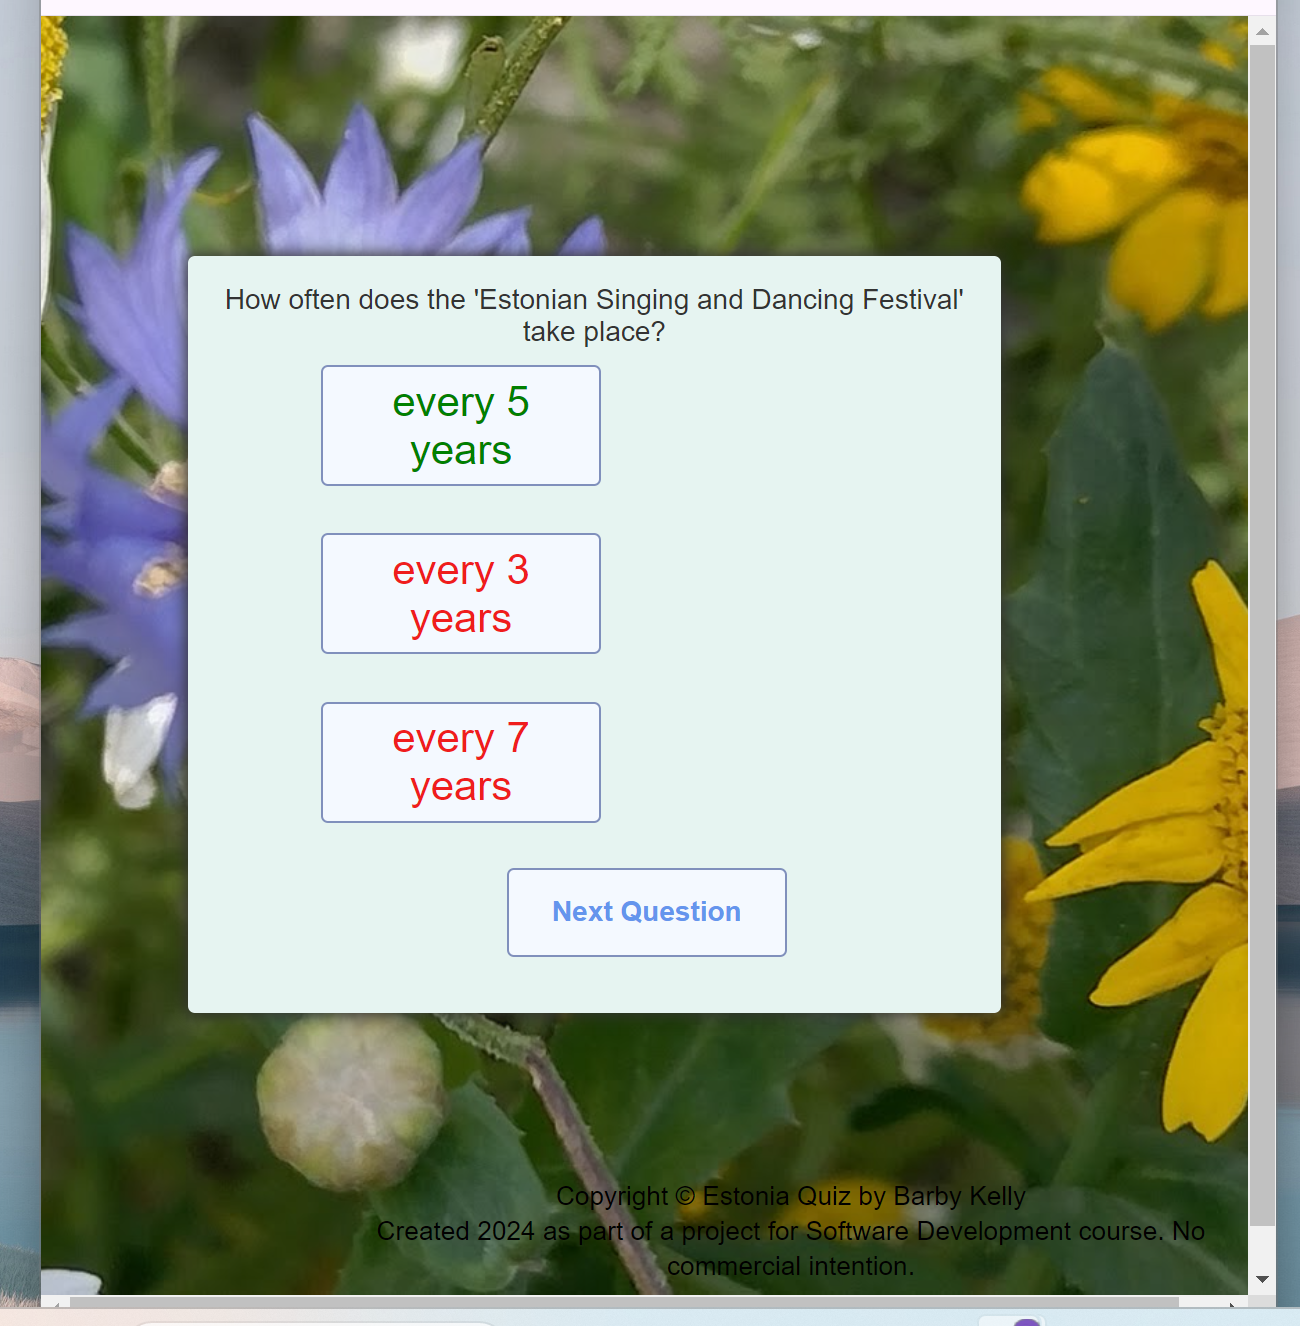 How often does the 'Estonian Singing and Dancing Festival'
take place?
every 5
years
every 3
years
every 7
years
Next Question
Copyright © Estonia Quiz by Barby Kelly
Created 2024 as part of a project for Software Development course. No
commercial intention.